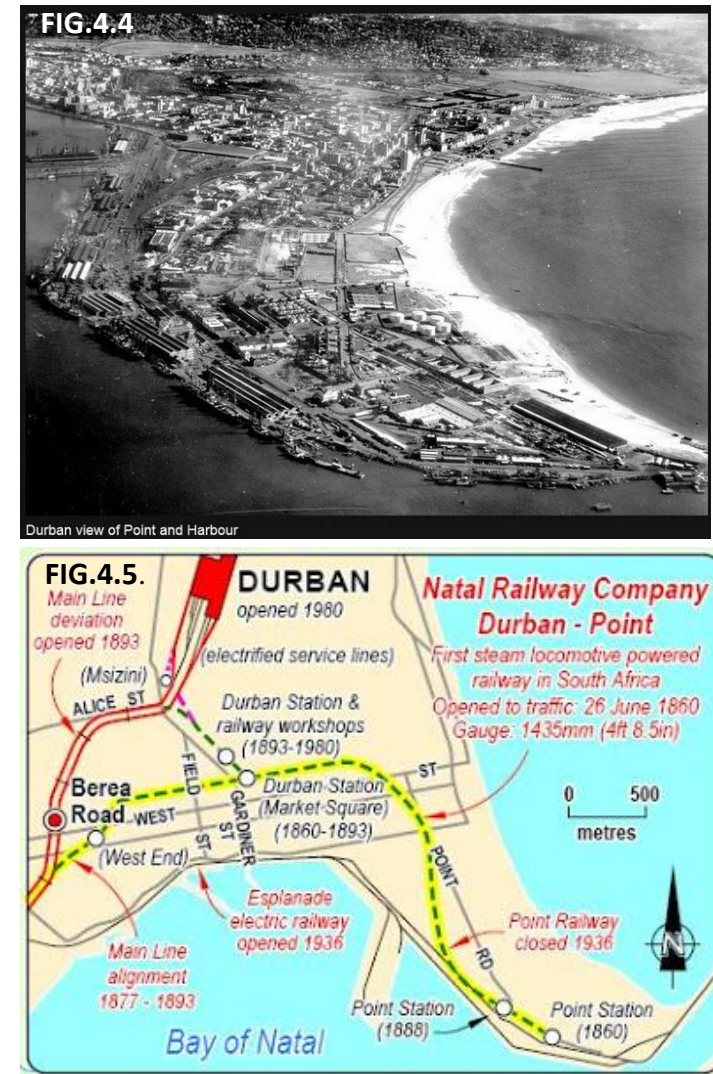 FIG.4.4
Durban view of Point and Harbour
FIG.4.5.
Main Line
deviation
opened 1893
DURBAN
opened 1980
Natal Railway Company
Durban - Point
First steam locomotive powered
railway in South Africa
Opened to traffic: 26 June 1860
Gauge: 1435mm (4ft 8.5in)
(Msizini)
(electrified service lines)
ALICE ST
Durban Station &
railway workshops
(1893-1980)
Berea
Road
FIELD
ST
GARDINER
ST
Durban Station
(Market-Square)
(1860-1893)
ST
WEST
(West End)
0 500
metres
POINT
RD
Esplanade
electric railway
opened 1936
Main Line
alignment
1877 - 1893
Point Railway
closed 1936
N
Point Station
(1888)
Point Station
(1860)
Bay of Natal